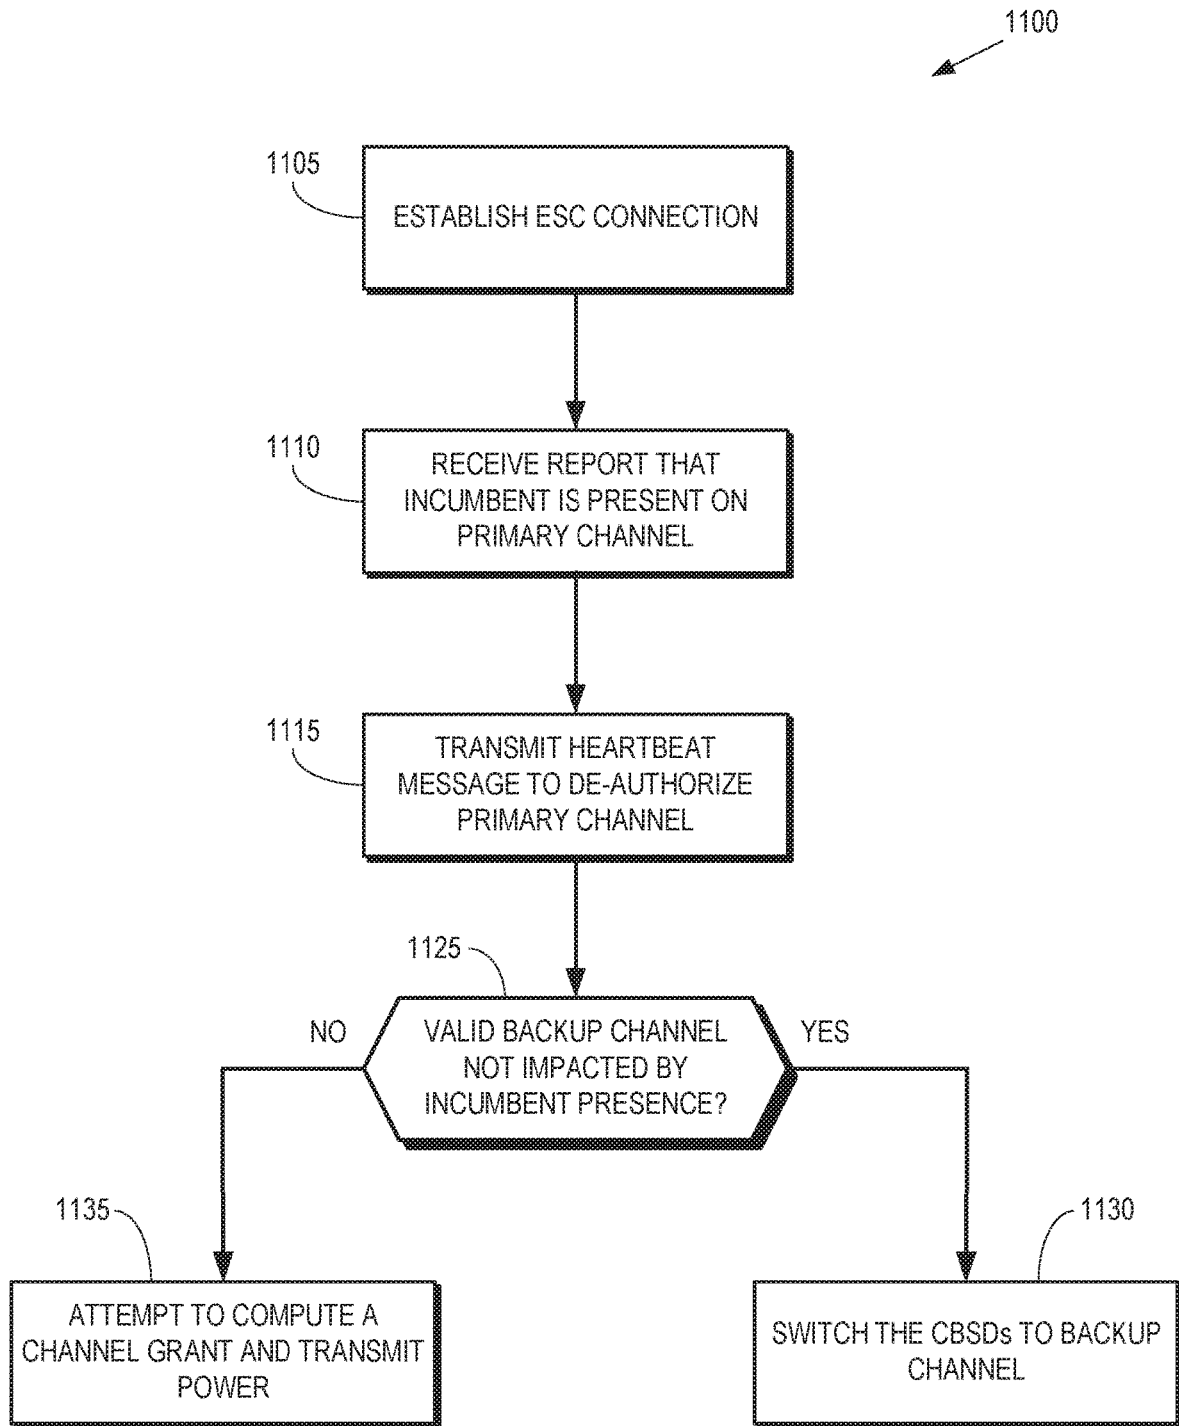 1100
1105
ESTABLISH ESC CONNECTION
1110
RECEIVE REPORT THAT
INCUMBENT IS PRESENT ON
PRIMARY CHANNEL
1115
TRANSMIT HEARTBEAT
MESSAGE TO DE-AUTHORIZE
PRIMARY CHANNEL
1125
NO
VALID BACKUP CHANNEL
NOT IMPACTED BY
INCUMBENT PRESENCE?
YES
1135
ATTEMPT TO COMPUTE A
CHANNEL GRANT AND TRANSMIT
POWER
1130
SWITCH THE CBSDs TO BACKUP
CHANNEL